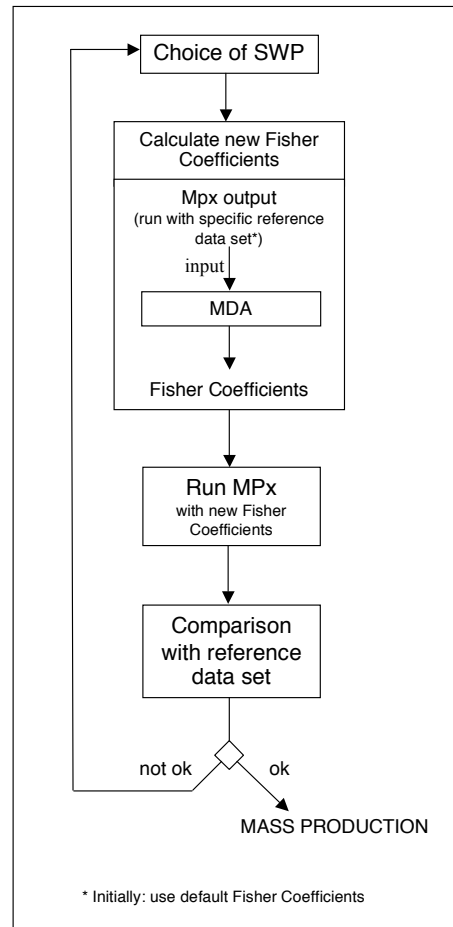 Choice of SWP
Calculate new Fisher
Coefficients
Mpx output
(run with specific reference
data set*)
input
MDA
Fisher Coefficients
Run MPx
with new Fisher
Coefficients
Comparison
with reference
data set
not ok
ok
MASS PRODUCTION
* Initially: use default Fisher Coefficients